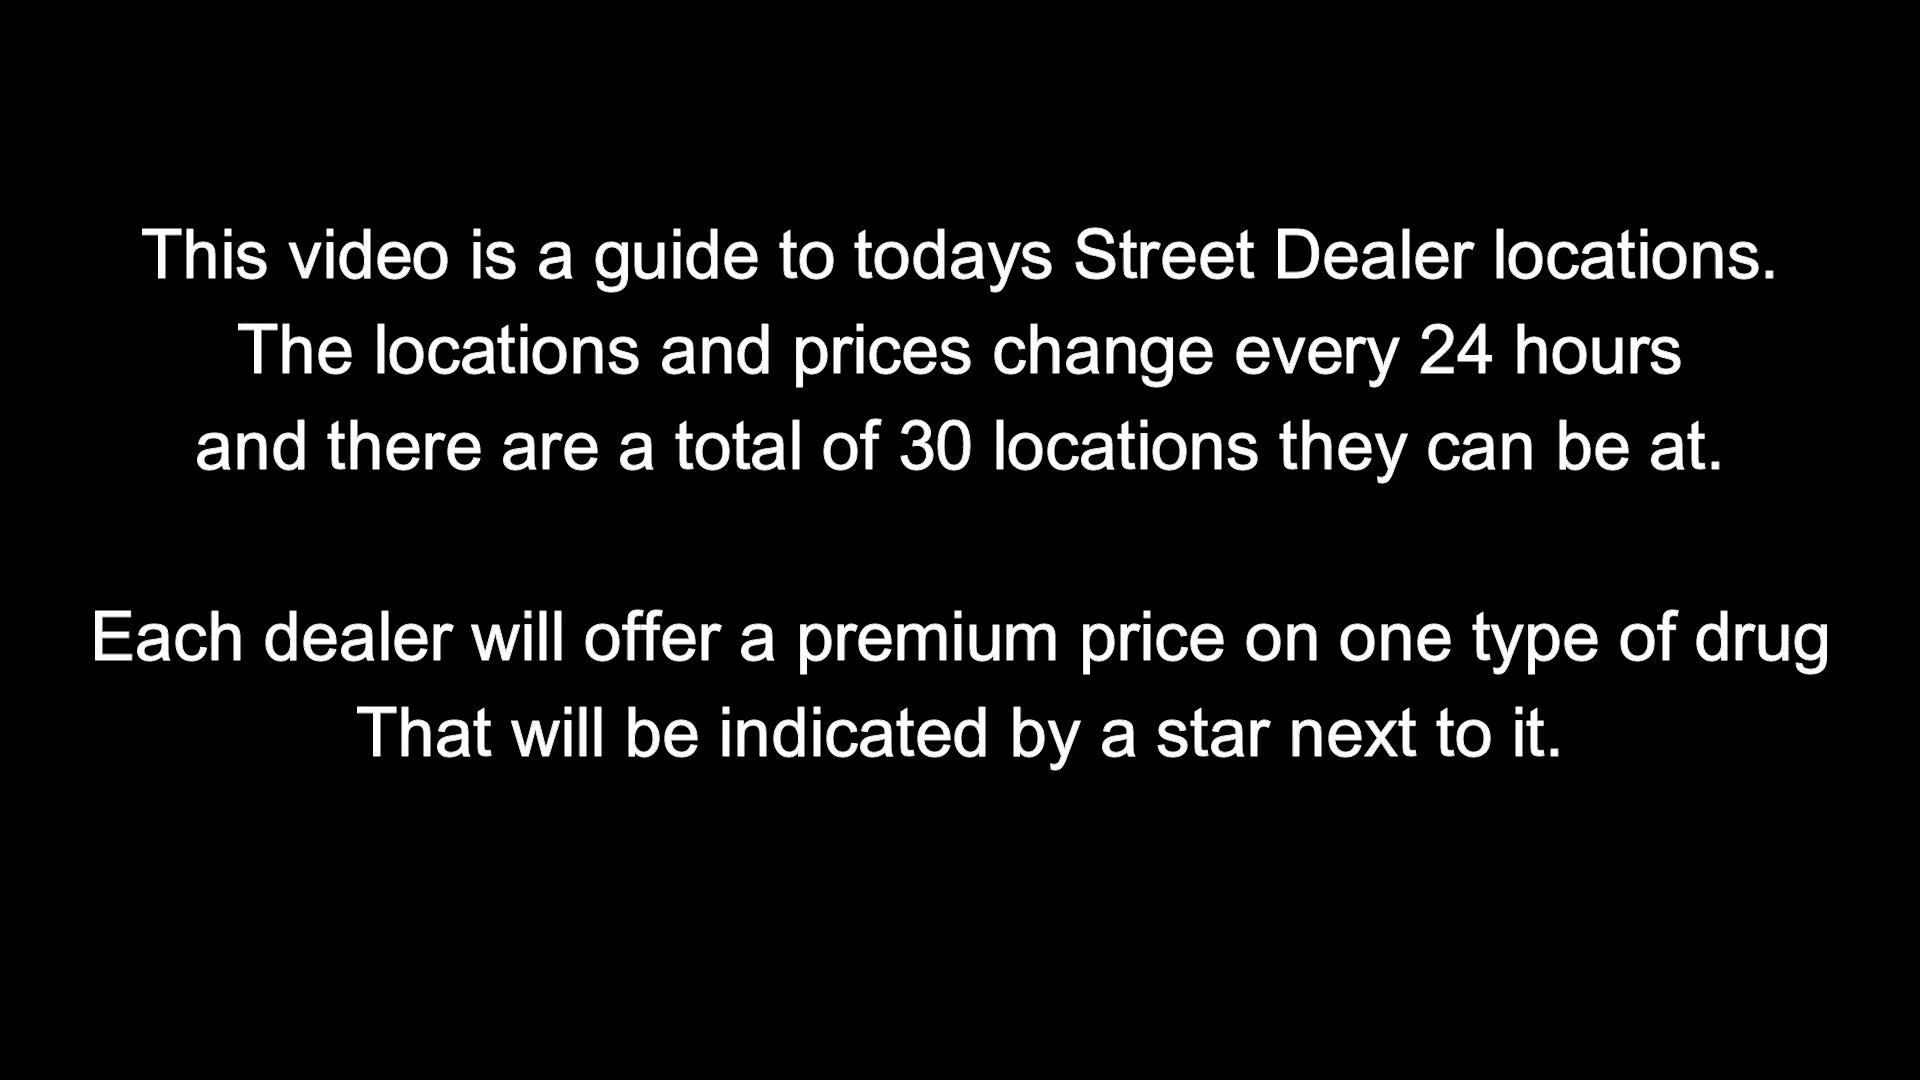 This video is a guide to todays Street Dealer locations.
The locations and prices change every 24 hours
and there are a total of 30 locations they can be at.
Each dealer will offer a premium price on one type of drug
That will be indicated by a star next to it.